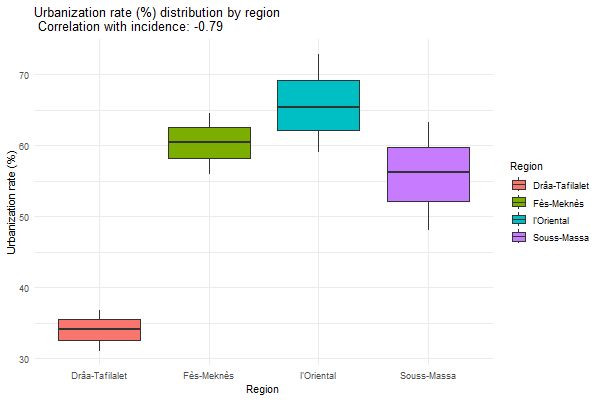 Urbanization rate (%) distribution by region
Correlation with incidence: -0.79
Urbanization rate (%)
70
60
50
40
30
Drâa-Tafilalet
Fès-Meknès
l'Oriental
Souss-Massa
Region
Region
Drâa-Tafilalet
Fès-Meknès
l'Oriental
Souss-Massa